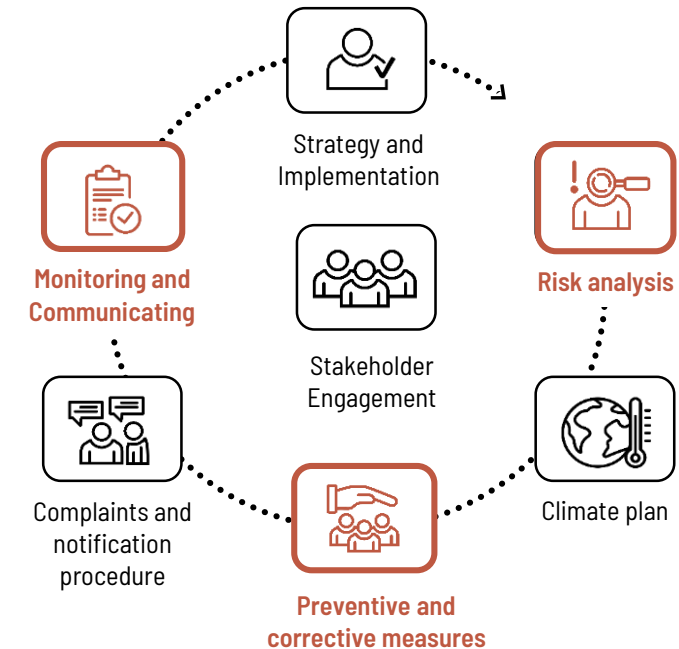 Strategy and
Implementation
Monitoring and
Communicating
Risk analysis
Stakeholder
Engagement
Complaints and
notification
procedure
Climate plan
Preventive and
corrective measures